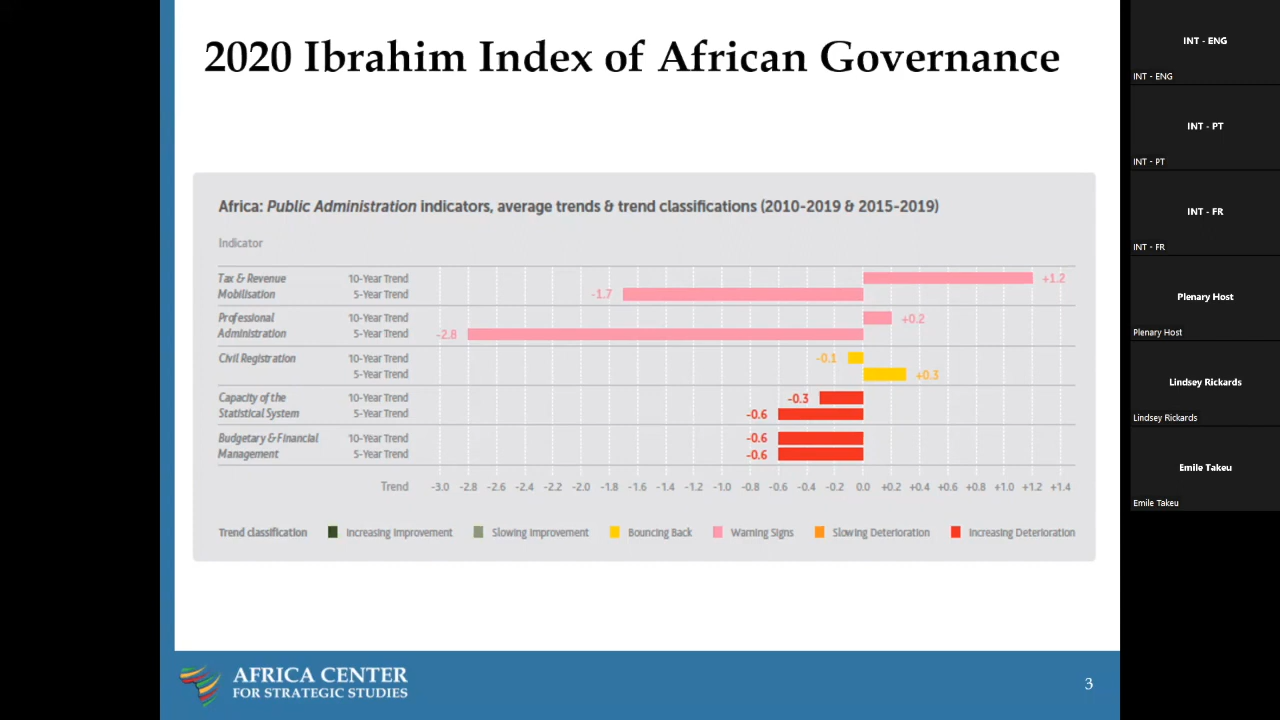 2020 Ibrahim Index of African Governance
Africa: Public Administration indicators, average trends & trend classifications (2010-2019 & 2015-2019)
Indicator
Tax & Revenue 10-Year Trend +1.2
Mobilisation 5-Year Trend -1.7
Professional 10-Year Trend +0.2
Administration 5-Year Trend -2.8
Civil Registration 10-Year Trend -0.1
5-Year Trend +0.3
Capacity of the 10-Year Trend -0.3
Statistical System 5-Year Trend -0.6
Budgetary & Financial 10-Year Trend -0.6
Management 5-Year Trend -0.6
Trend -3.0 -2.8 -2.6 -2.4 -2.2 -2.0 -1.8 -1.6 -1.4 -1.2 -1.0 -0.8 -0.6 -0.4 -0.2 0.0 +0.2 +0.4 +0.6 +0.8 +1.0 +1.2 +1.4
Trend classification Increasing Improvement Slowing Improvement Bouncing Back Warning Signs Slowing Deterioration Increasing Deterioration
AFRICA CENTER
FOR STRATEGIC STUDIES
3
INT - ENG
INT - ENG
INT - PT
INT - PT
INT - FR
INT - FR
Plenary Host
Plenary Host
Lindsey Rickards
Lindsey Rickards
Emile Takeu
Emile Takeu